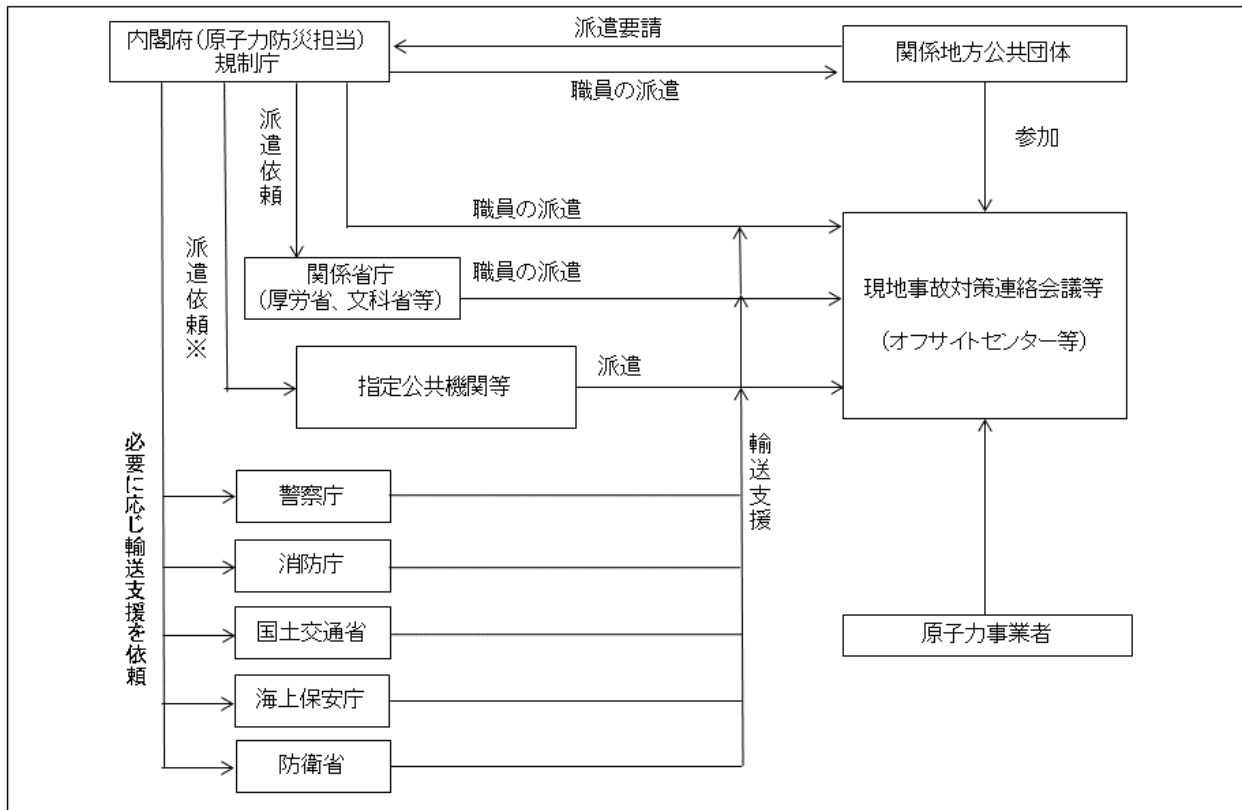 内閣府(原子力防災担当)
規制庁
派遣要請
関係地方公共団体
職員の派遣
派遣依頼
参加
職員の派遣
派遣依頼※
関係省庁
(厚労省、文科省等)
職員の派遣
現地事故対策連絡会議等
(オフサイトセンター等)
指定公共機関等
派遣
必要に応じ輸送支援を依頼
輸送支援
警察庁
消防庁
国土交通省
原子力事業者
海上保安庁
防衛省